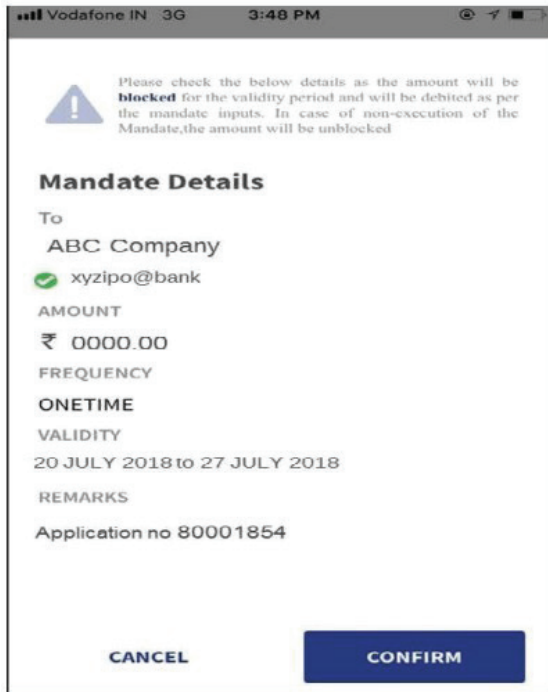 Vodafone IN 3G 3:48 PM
Please check the below details as the amount will be
blocked for the validity period and will be debited as per
the mandate inputs. In case of non-execution of the
Mandate,the amount will be unblocked
Mandate Details
To
ABC Company
xyzipo@bank
AMOUNT
₹ 0000.00
FREQUENCY
ONETIME
VALIDITY
20 JULY 2018 to 27 JULY 2018
REMARKS
Application no 80001854
CANCEL CONFIRM